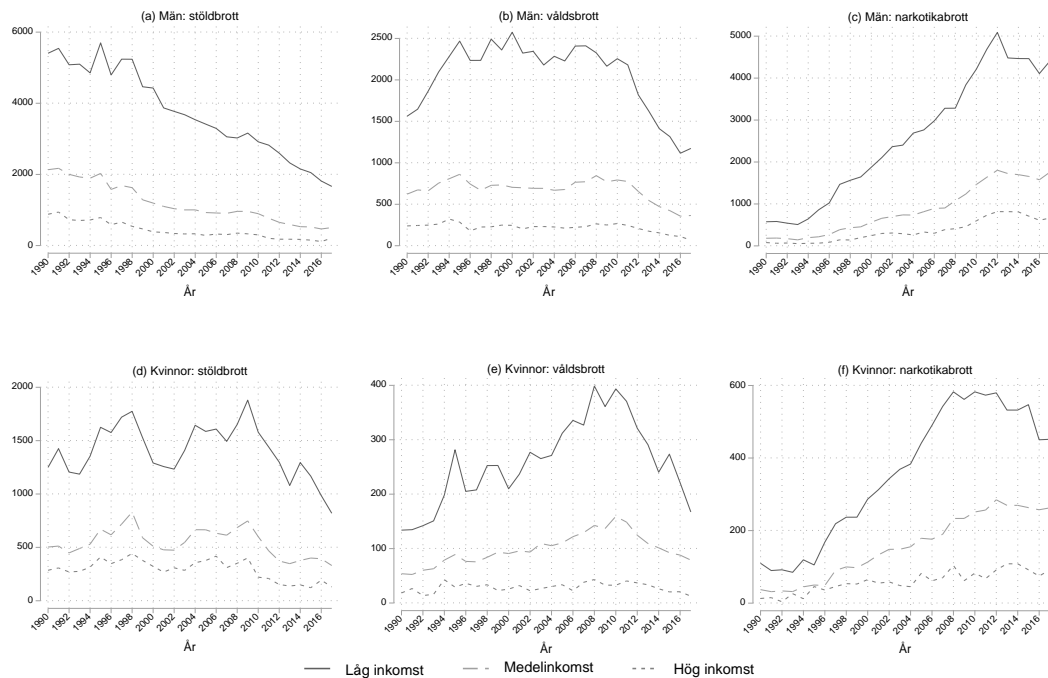 (a) Män: stöldbrott
6000
4000
2000
0
1990 1992 1994 1996 1998 2000 2002 2004 2006 2008 2010 2012 2014 2016
År
(b) Män: våldsbrott
2500
2000
1500
1000
500
0
1990 1992 1994 1996 1998 2000 2002 2004 2006 2008 2010 2012 2014 2016
År
(c) Män: narkotikabrott
5000
4000
3000
2000
1000
0
1990 1992 1994 1996 1998 2000 2002 2004 2006 2008 2010 2012 2014 2016
År
(d) Kvinnor: stöldbrott
2000
1500
1000
500
0
1990 1992 1994 1996 1998 2000 2002 2004 2006 2008 2010 2012 2014 2016
År
(e) Kvinnor: våldsbrott
400
300
200
100
0
1990 1992 1994 1996 1998 2000 2002 2004 2006 2008 2010 2012 2014 2016
År
(f) Kvinnor: narkotikabrott
600
400
200
0
1990 1992 1994 1996 1998 2000 2002 2004 2006 2008 2010 2012 2014 2016
År
Låg inkomst Medelinkomst Hög inkomst